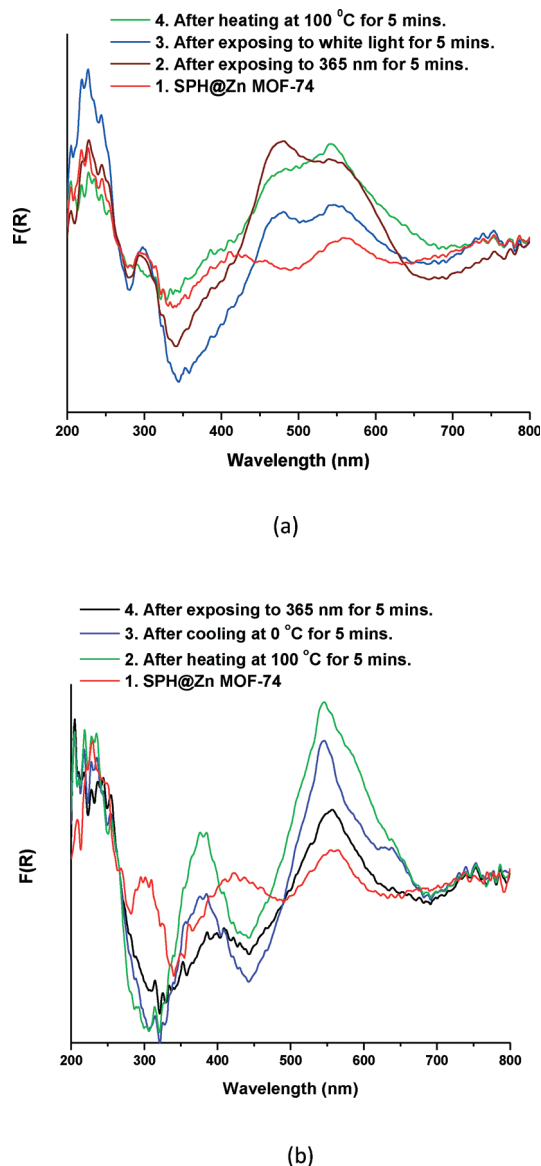 4. After heating at 100 ⁰C for 5 mins.
3. After exposing to white light for 5 mins.
2. After exposing to 365 nm for 5 mins.
1. SPH@Zn MOF-74
F(R)
200 300 400 500 600 700 800
Wavelength (nm)
(a)
4. After exposing to 365 nm for 5 mins.
3. After cooling at 0 °C for 5 mins.
2. After heating at 100 °C for 5 mins.
1. SPH@Zn MOF-74
F(R)
200 300 400 500 600 700 800
Wavelength (nm)
(b)